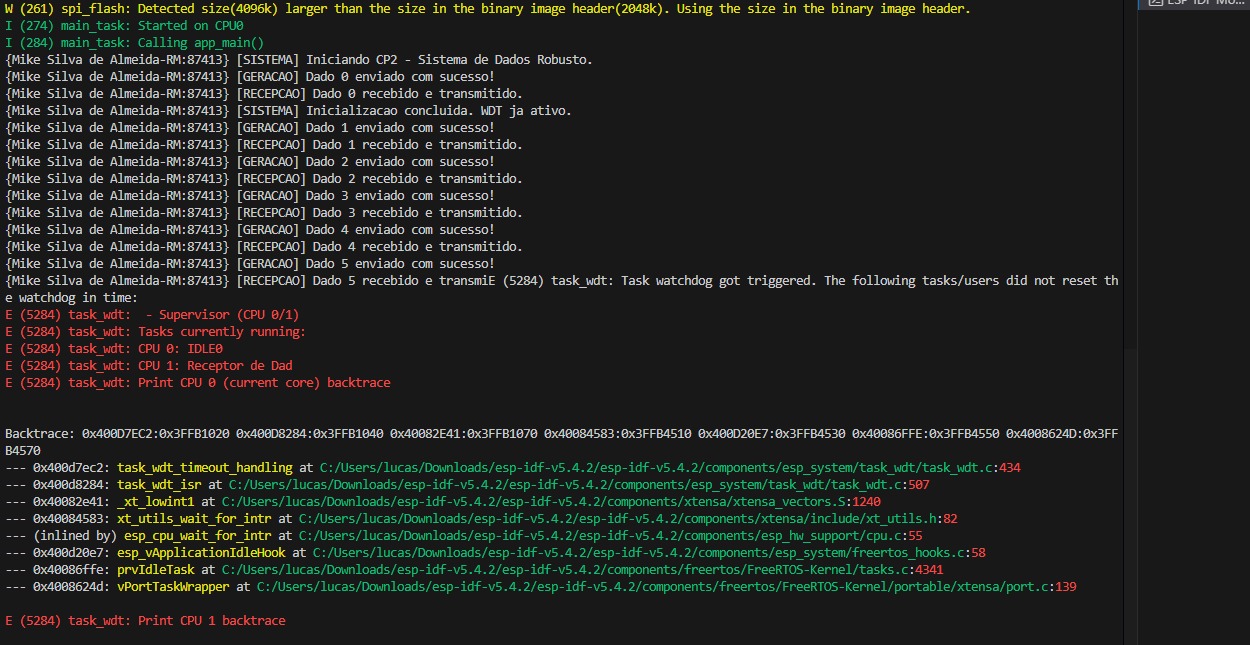 W (261) spi_flash: Detected size(4096k) larger than the size in the binary image header(2048k). Using the size in the binary image header.
I (274) main_task: Started on CPU0
I (284) main_task: Calling app_main()
{Mike Silva de Almeida-RM:87413} [SISTEMA] Iniciando CP2 - Sistema de Dados Robusto.
{Mike Silva de Almeida-RM:87413} [GERACAO] Dado 0 enviado com sucesso!
{Mike Silva de Almeida-RM:87413} [RECEPCAO] Dado 0 recebido e transmitido.
{Mike Silva de Almeida-RM:87413} [SISTEMA] Inicializacao concluida. WDT ja ativo.
{Mike Silva de Almeida-RM:87413} [GERACAO] Dado 1 enviado com sucesso!
{Mike Silva de Almeida-RM:87413} [RECEPCAO] Dado 1 recebido e transmitido.
{Mike Silva de Almeida-RM:87413} [GERACAO] Dado 2 enviado com sucesso!
{Mike Silva de Almeida-RM:87413} [RECEPCAO] Dado 2 recebido e transmitido.
{Mike Silva de Almeida-RM:87413} [GERACAO] Dado 3 enviado com sucesso!
{Mike Silva de Almeida-RM:87413} [RECEPCAO] Dado 3 recebido e transmitido.
{Mike Silva de Almeida-RM:87413} [GERACAO] Dado 4 enviado com sucesso!
{Mike Silva de Almeida-RM:87413} [RECEPCAO] Dado 4 recebido e transmitido.
{Mike Silva de Almeida-RM:87413} [GERACAO] Dado 5 enviado com sucesso!
{Mike Silva de Almeida-RM:87413} [RECEPCAO] Dado 5 recebido e transmiE (5284) task_wdt: Task watchdog got triggered. The following tasks/users did not reset th
e watchdog in time:
E (5284) task_wdt:  - Supervisor (CPU 0/1)
E (5284) task_wdt: Tasks currently running:
E (5284) task_wdt: CPU 0: IDLE0
E (5284) task_wdt: CPU 1: Receptor de Dad
E (5284) task_wdt: Print CPU 0 (current core) backtrace
Backtrace: 0x400D7EC2:0x3FFB1020 0x400D8284:0x3FFB1040 0x40082E41:0x3FFB1070 0x40084583:0x3FFB4510 0x400D20E7:0x3FFB4530 0x40086FFE:0x3FFB4550 0x4008624D:0x3FF
B4570
--- 0x400d7ec2: task_wdt_timeout_handling at C:/Users/lucas/Downloads/esp-idf-v5.4.2/esp-idf-v5.4.2/components/esp_system/task_wdt/task_wdt.c:434
--- 0x400d8284: task_wdt_isr at C:/Users/lucas/Downloads/esp-idf-v5.4.2/esp-idf-v5.4.2/components/esp_system/task_wdt/task_wdt.c:507
--- 0x40082e41: _xt_lowint1 at C:/Users/lucas/Downloads/esp-idf-v5.4.2/esp-idf-v5.4.2/components/xtensa/xtensa_vectors.S:1240
--- 0x40084583: xt_utils_wait_for_intr at C:/Users/lucas/Downloads/esp-idf-v5.4.2/esp-idf-v5.4.2/components/xtensa/include/xt_utils.h:82
--- (inlined by) esp_cpu_wait_for_intr at C:/Users/lucas/Downloads/esp-idf-v5.4.2/esp-idf-v5.4.2/components/esp_hw_support/cpu.c:55
--- 0x400d20e7: esp_vApplicationIdleHook at C:/Users/lucas/Downloads/esp-idf-v5.4.2/esp-idf-v5.4.2/components/esp_system/freertos_hooks.c:58
--- 0x40086ffe: prvIdleTask at C:/Users/lucas/Downloads/esp-idf-v5.4.2/esp-idf-v5.4.2/components/freertos/FreeRTOS-Kernel/tasks.c:4341
--- 0x4008624d: vPortTaskWrapper at C:/Users/lucas/Downloads/esp-idf-v5.4.2/esp-idf-v5.4.2/components/freertos/FreeRTOS-Kernel/portable/xtensa/port.c:139
E (5284) task_wdt: Print CPU 1 backtrace